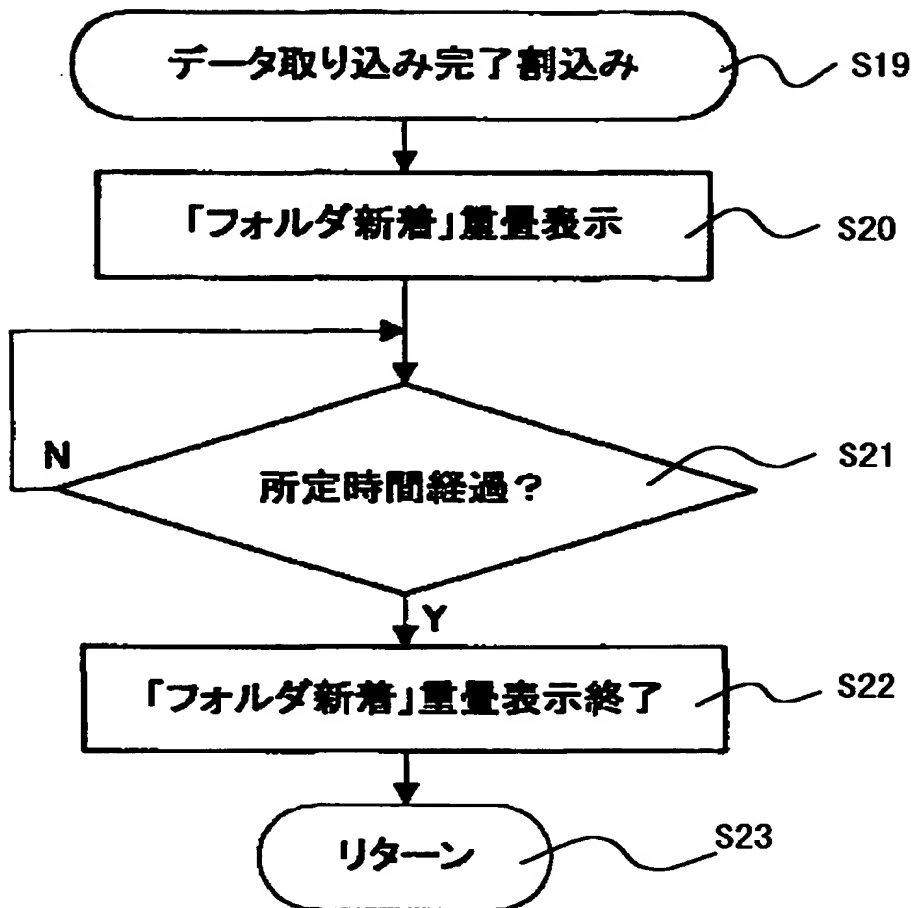 データ取り込み完了割込み
S19
「フォルダ新着」重畳表示
S20
N
所定時間経過?
S21
Y
「フォルダ新着」重畳表示終了
S22
リターン
S23